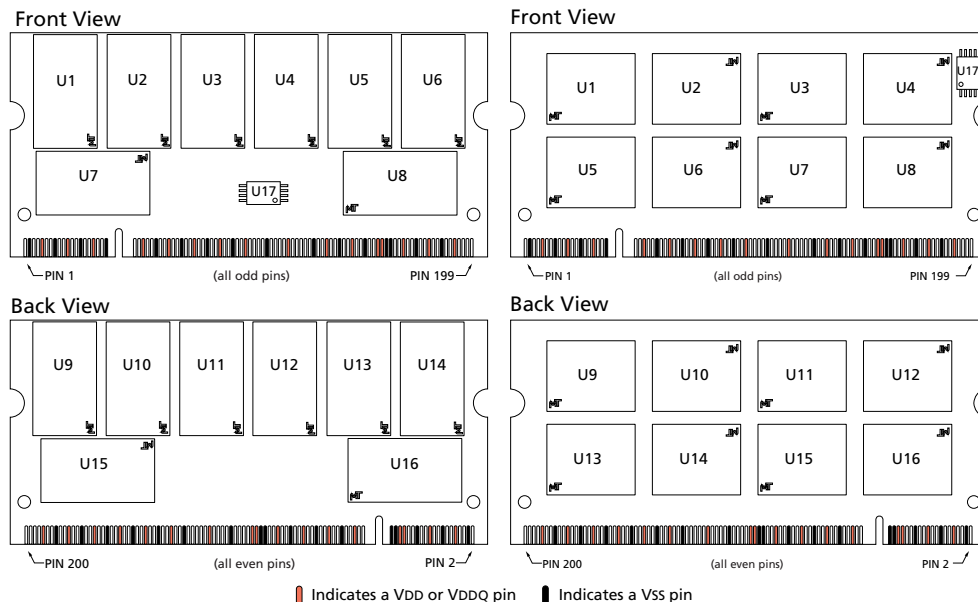 Front View
U1 U2 U3 U4 U5 U6
U7 U17 U8
PIN 1 (all odd pins) PIN 199
Back View
U9 U10 U11 U12 U13 U14
U15 U16
PIN 200 (all even pins) PIN 2
Front View
U1 U2 U3 U4 U17
U5 U6 U7 U8
PIN 1 (all odd pins) PIN 199
Back View
U9 U10 U11 U12
U13 U14 U15 U16
PIN 200 (all even pins) PIN 2
Indicates a VDD or VDDQ pin Indicates a VSS pin